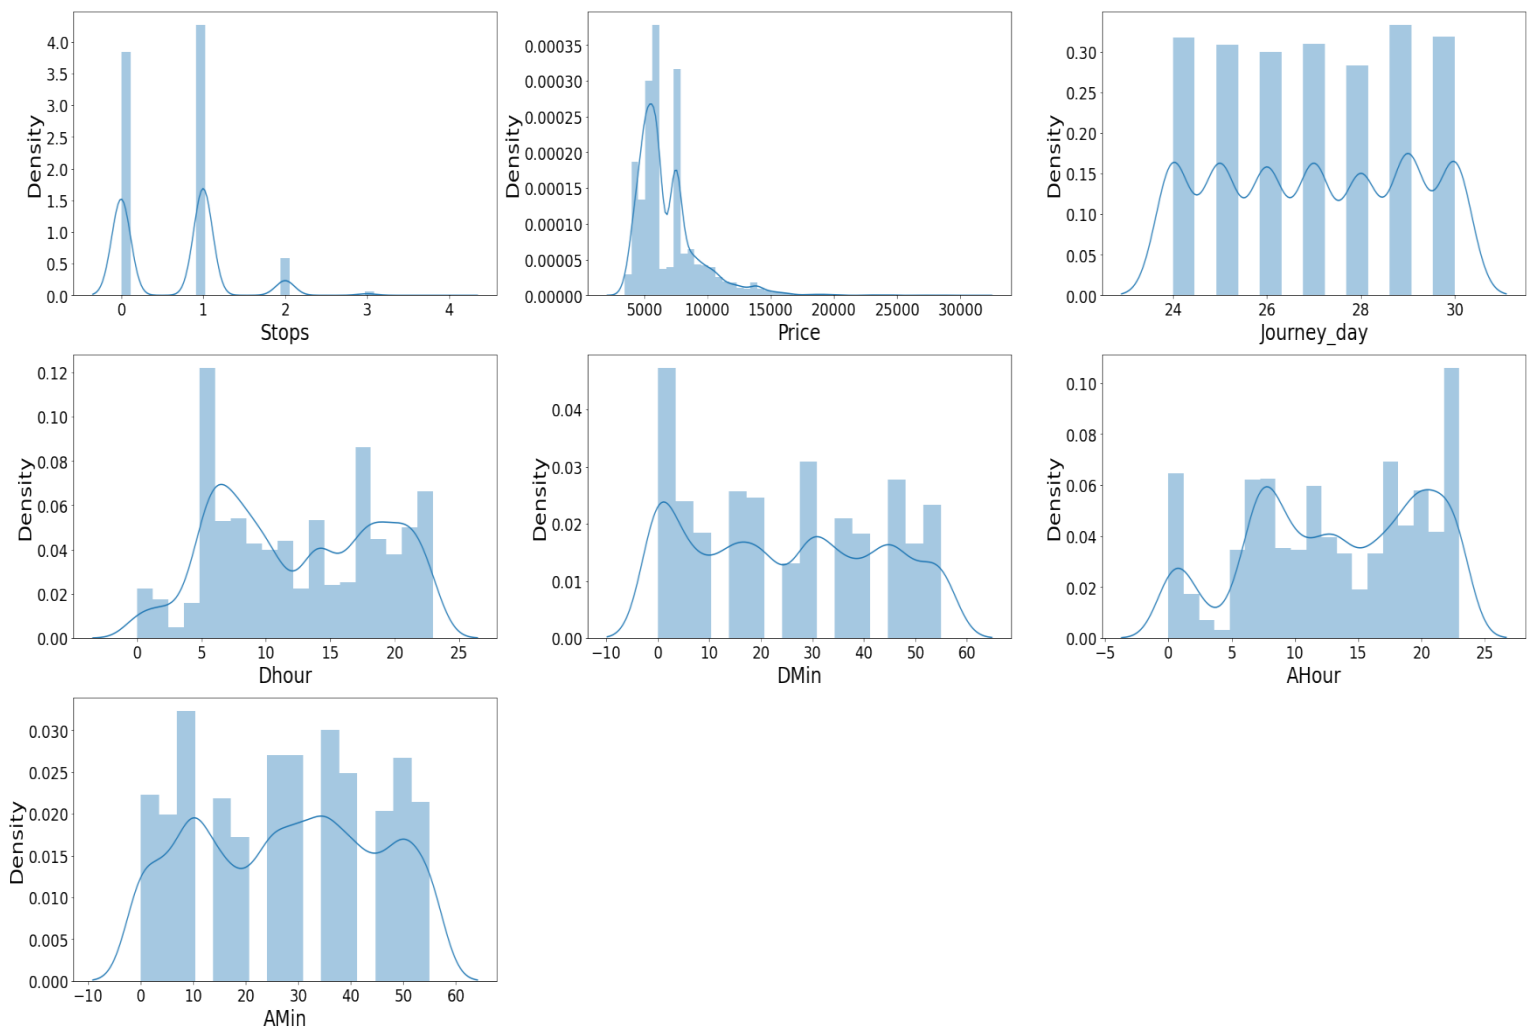 Density
4.0
3.5
3.0
2.5
2.0
1.5
1.0
0.5
0.0
0 1 2 3 4
Stops
Density
0.00035
0.00030
0.00025
0.00020
0.00015
0.00010
0.00005
0.00000
5000 10000 15000 20000 25000 30000
Price
Density
0.30
0.25
0.20
0.15
0.10
0.05
0.00
24 26 28 30
Journey_day
Density
0.12
0.10
0.08
0.06
0.04
0.02
0.00
0 5 10 15 20 25
Dhour
Density
0.04
0.03
0.02
0.01
0.00
−10 0 10 20 30 40 50 60
DMin
Density
0.10
0.08
0.06
0.04
0.02
0.00
−5 0 5 10 15 20 25
AHour
Density
0.030
0.025
0.020
0.015
0.010
0.005
0.000
−10 0 10 20 30 40 50 60
AMin